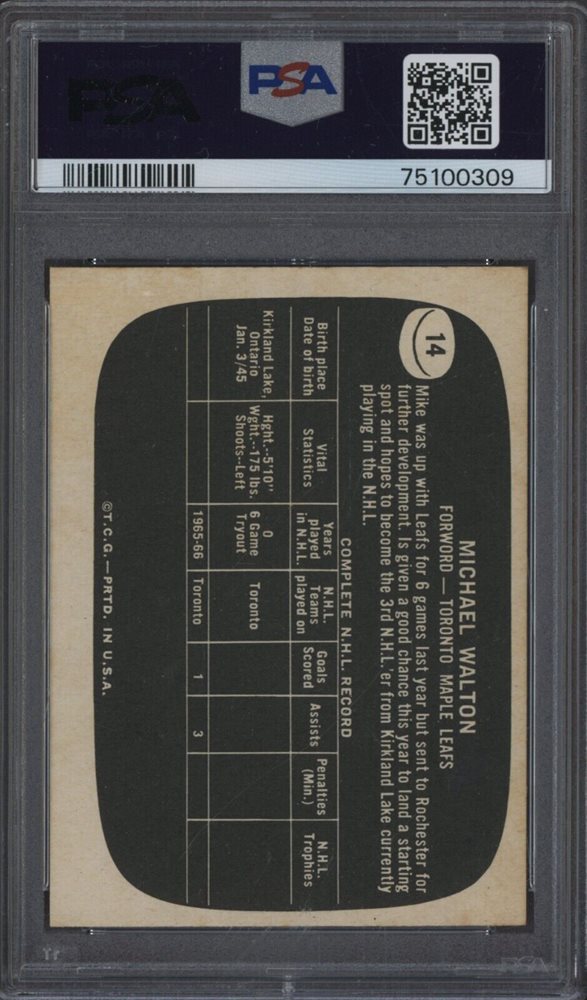 PSA
PSA
75100309
14
MICHAEL WALTON
FORWORD — TORONTO MAPLE LEAFS
Mike was up with Leafs for 6 games last year but sent to Rochester for
further development. Is given a good chance this year to land a starting
spot and hopes to become the 3rd N.H.L.'er from Kirkland Lake currently
playing in the N.H.L.
COMPLETE N.H.L. RECORD
Birth place
Date of birth
Vital
Statistics
Years
played
in N.H.L.
N.H.L.
Teams
played on
Goals
Scored
Assists
Penalties
(Min.)
N.H.L.
Trophies
Kirkland Lake,
Ontario
Jan. 3/45
Hght.--5'10"
Wght.--175 lbs.
Shoots--Left
0
6 Game
Tryout
Toronto
1965-66
Toronto
1
3
©T.C.G.—PRTD. IN U.S.A.